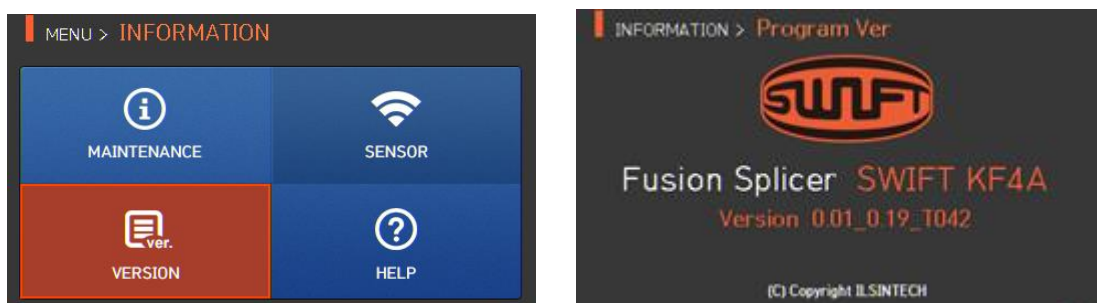 MENU > INFORMATION
MAINTENANCE
SENSOR
ver.
VERSION
HELP
INFORMATION > Program Ver
SWIFT
Fusion Splicer SWIFT KF4A
Version 0.01_0.19_T042
(C) Copyright ILSINTECH